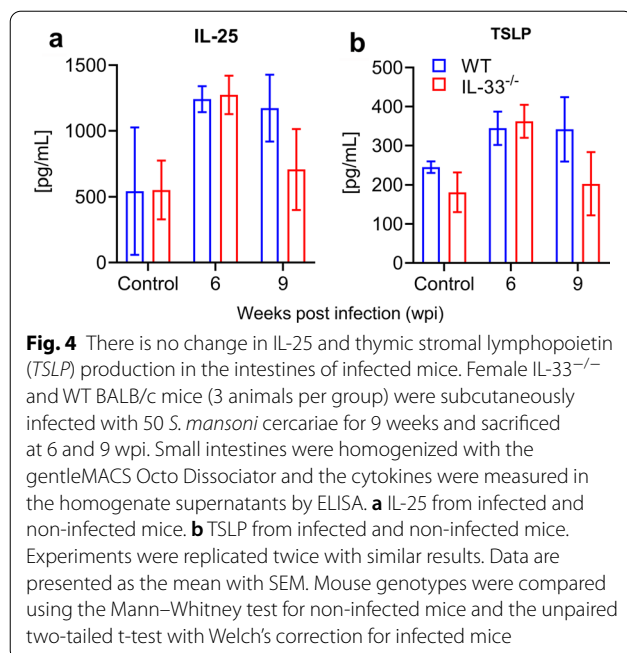 a IL-25
b TSLP
1500
1000
500
0
[pg/mL]
Control 6 9
500
400
300
200
100
0
[pg/mL]
WT
IL-33-/-
Control 6 9
Weeks post infection (wpi)
Fig. 4 There is no change in IL-25 and thymic stromal lymphopoietin
(TSLP) production in the intestines of infected mice. Female IL-33−/−
and WT BALB/c mice (3 animals per group) were subcutaneously
infected with 50 S. mansoni cercariae for 9 weeks and sacrificed
at 6 and 9 wpi. Small intestines were homogenized with the
gentleMACS Octo Dissociator and the cytokines were measured in
the homogenate supernatants by ELISA. a IL-25 from infected and
non-infected mice. b TSLP from infected and non-infected mice.
Experiments were replicated twice with similar results. Data are
presented as the mean with SEM. Mouse genotypes were compared
using the Mann–Whitney test for non-infected mice and the unpaired
two-tailed t-test with Welch's correction for infected mice